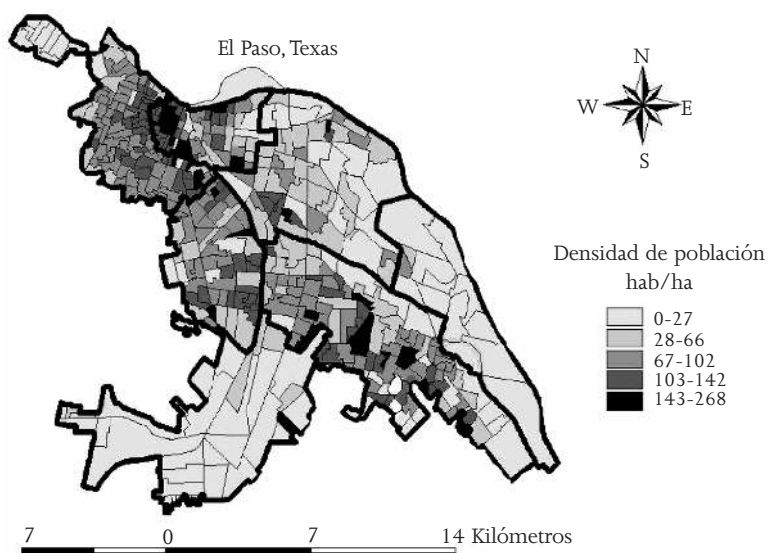 El Paso, Texas
N
W E
S
Densidad de población
hab/ha
0-27
28-66
67-102
103-142
143-268
7 0 7 14 Kilómetros